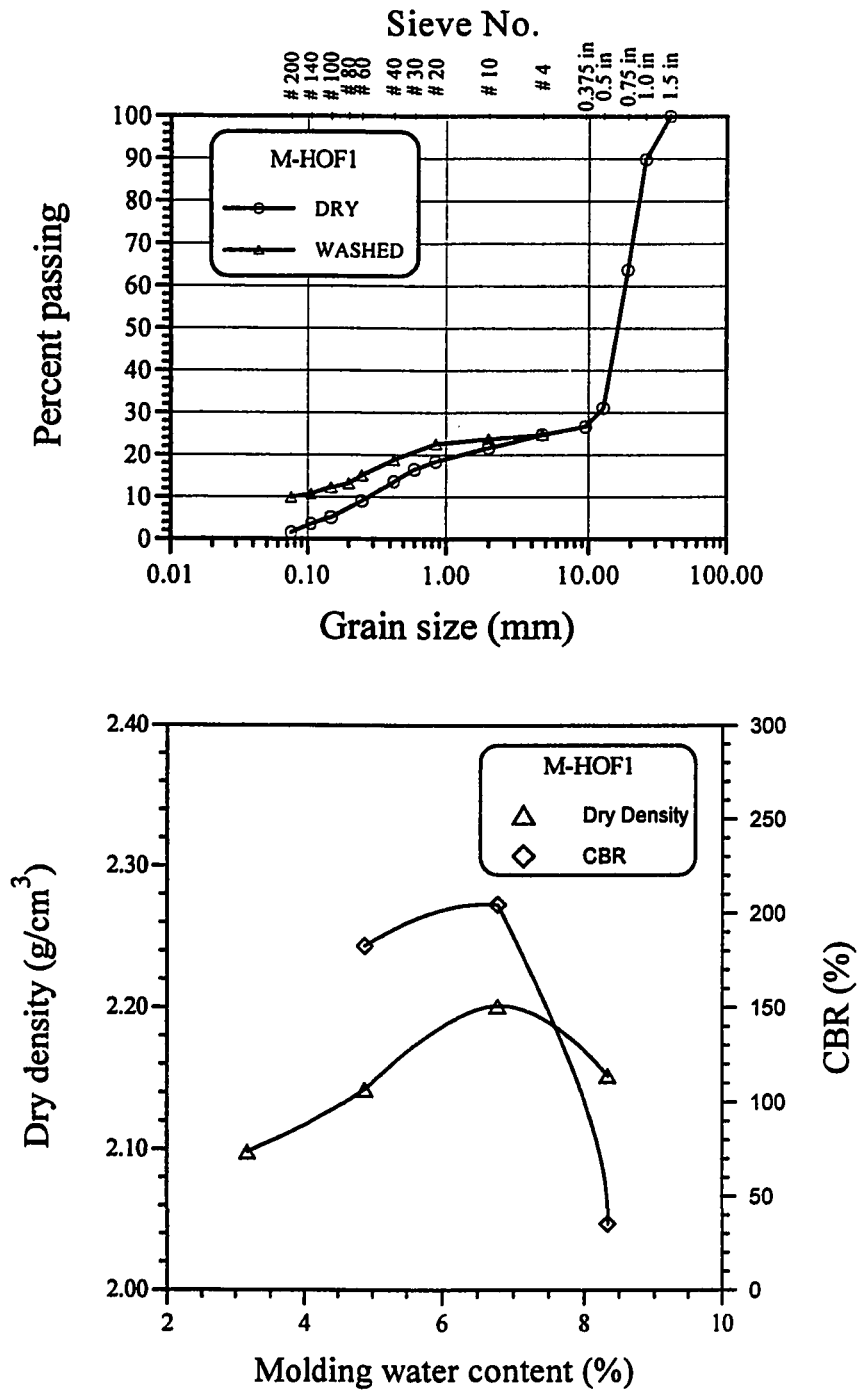 Sieve No.
# 200
# 140
# 100
# 80
# 60
# 40
# 30
# 20
# 10
# 4
0.375 in
0.5 in
0.75 in
1.0 in
1.5 in
100
90
80
70
60
50
40
30
20
10
0
Percent passing
M-HOF1
DRY
WASHED
0.01
0.10
1.00
10.00
100.00
Grain size (mm)
2.40
2.30
2.20
2.10
2.00
Dry density (g/cm³)
M-HOF1
Dry Density
CBR
300
250
200
150
100
50
0
CBR (%)
2
4
6
8
10
Molding water content (%)